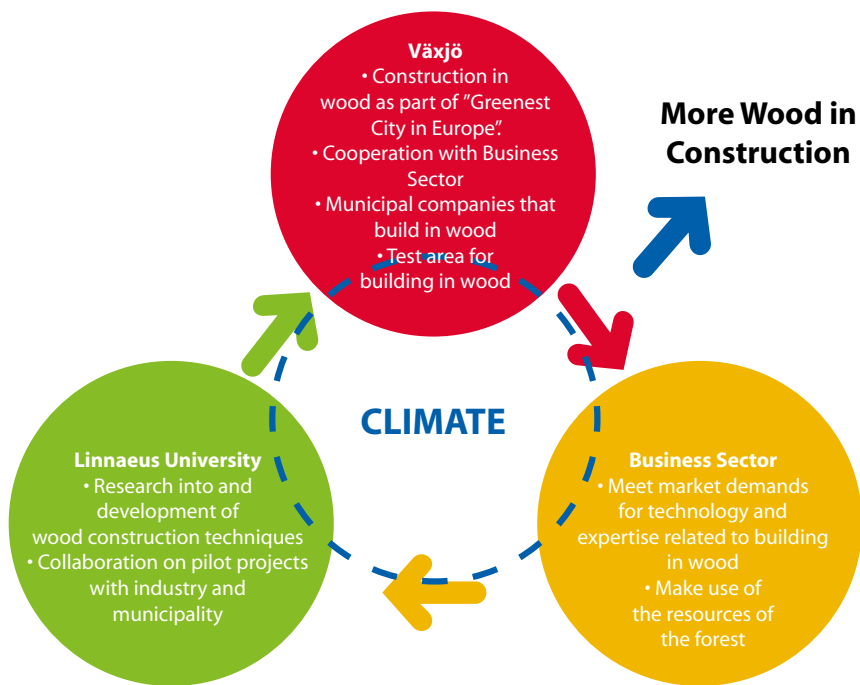 Växjö
• Construction in
wood as part of ”Greenest
City in Europe”.
• Cooperation with Business
Sector
• Municipal companies that
build in wood
• Test area for
building in wood
More Wood in
Construction
CLIMATE
Linnaeus University
• Research into and
development of
wood construction techniques
• Collaboration on pilot projects
with industry and
municipality
Business Sector
• Meet market demands
for technology and
expertise related to building
in wood
• Make use of
the resources of
the forest